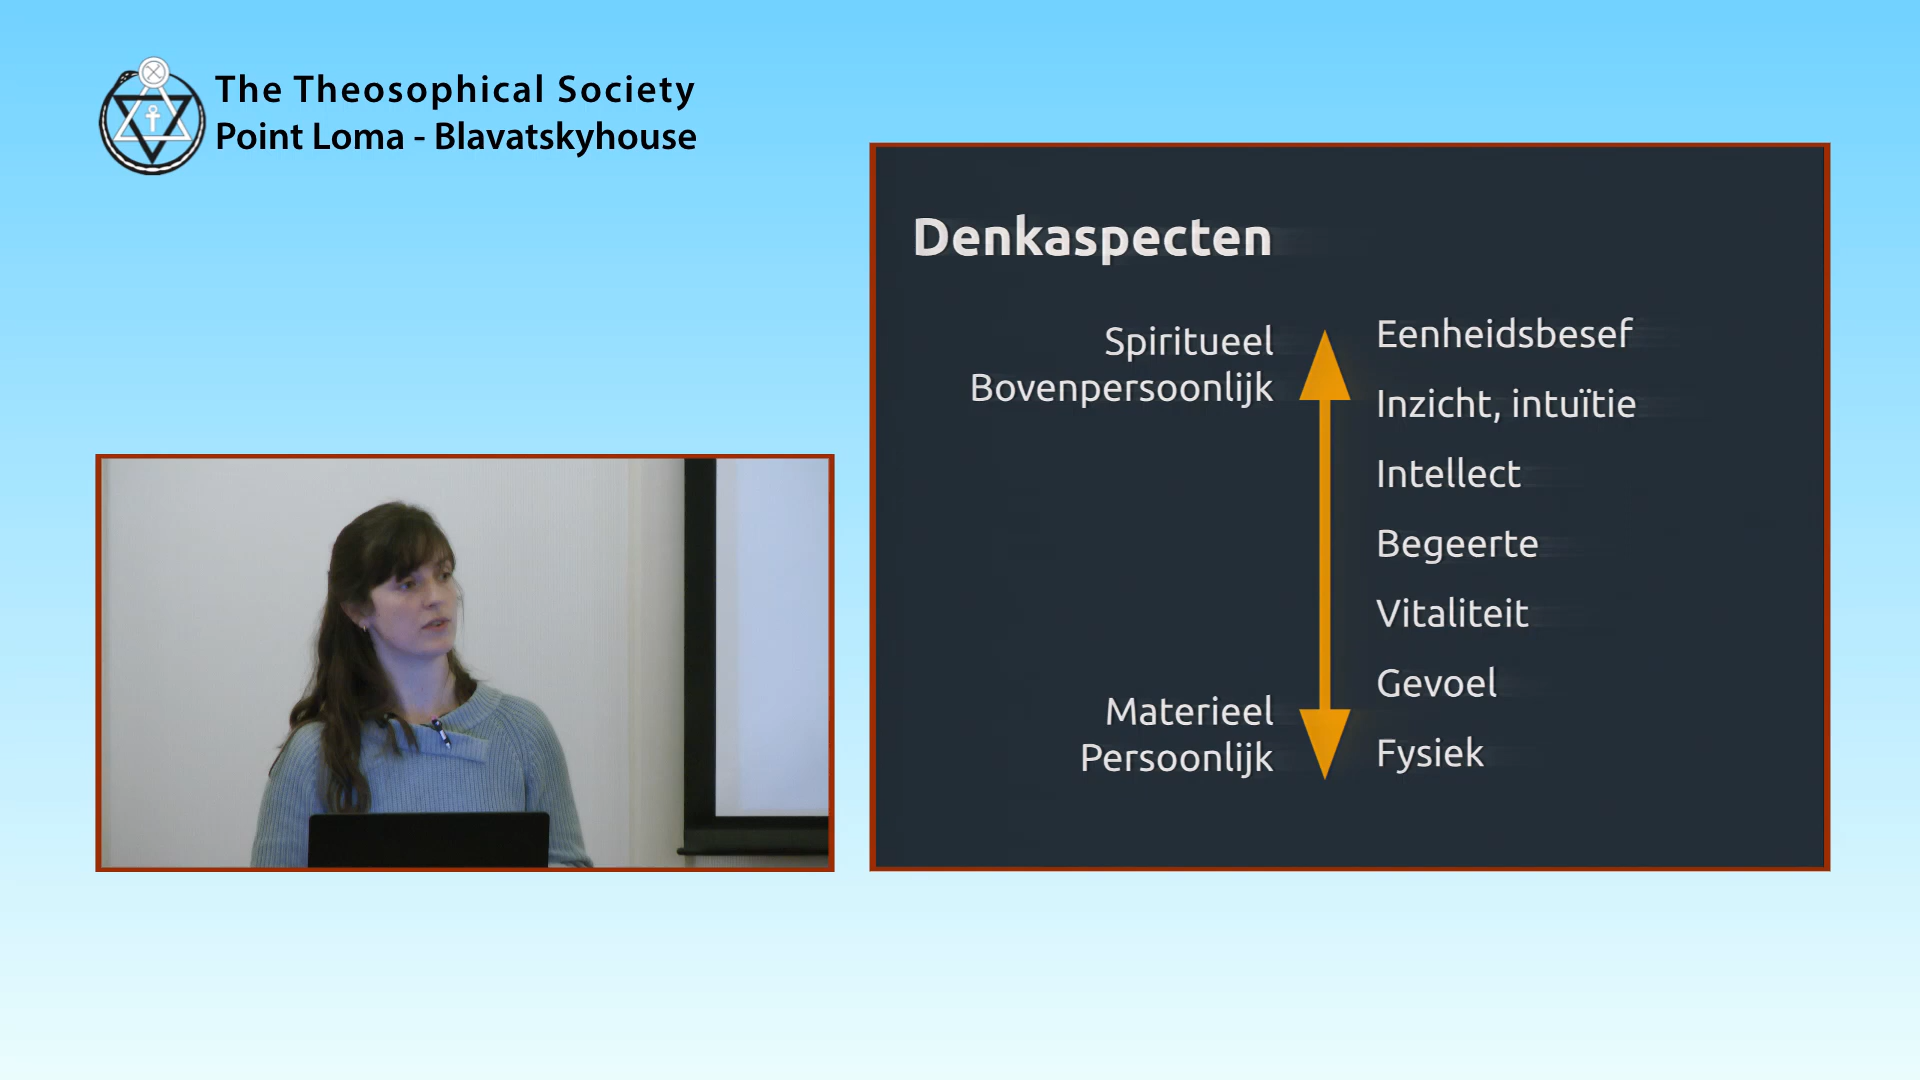 The Theosophical Society
Point Loma - Blavatskyhouse
Denkaspecten
Spiritueel
Bovenpersoonlijk
Eenheidsbesef
Inzicht, intuïtie
Intellect
Begeerte
Vitaliteit
Gevoel
Fysiek
Materieel
Persoonlijk